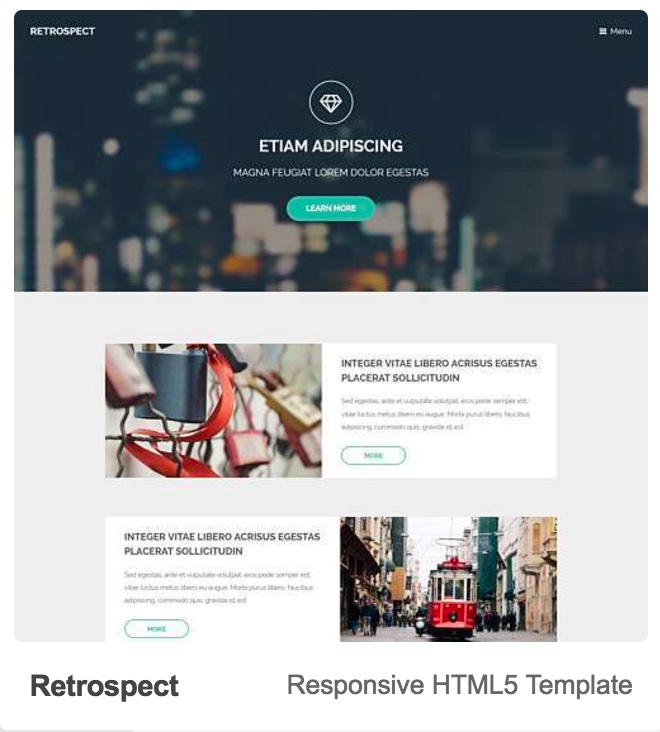 RETROSPECT
Menu
ETIAM ADIPISCING
MAGNA FEUGIAT LOREM DOLOR EGESTAS
LEARN MORE
INTEGER VITAE LIBERO ACRISUS EGESTAS
PLACERAT SOLLICITUDIN
Sed egestas, ante et vulputate volutpat, eros pede semper est,
vitae luctus metus libero eu augue. Morbi purus libero, faucibus
adipiscing, commodo quis, gravida id, est.
MORE
INTEGER VITAE LIBERO ACRISUS EGESTAS
PLACERAT SOLLICITUDIN
Sed egestas, ante et vulputate volutpat, eros pede semper est,
vitae luctus metus libero eu augue. Morbi purus libero, faucibus
adipiscing, commodo quis, gravida id, est.
MORE
Retrospect
Responsive HTML5 Template